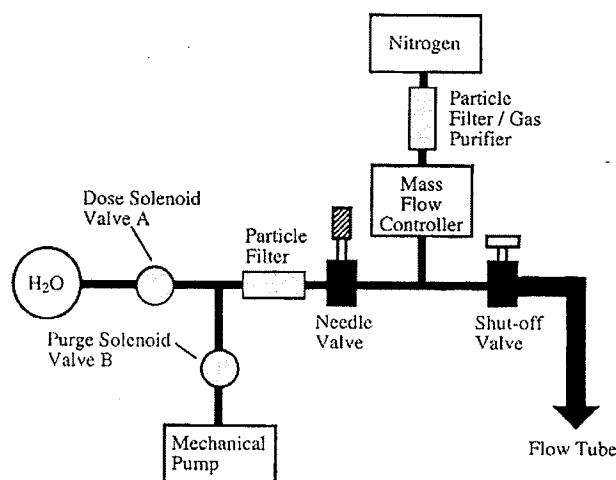 Nitrogen
Particle
Filter / Gas
Purifier
Mass
Flow
Controller
Dose Solenoid
Valve A
Particle
Filter
H₂O
Needle
Valve
Shut-off
Valve
Purge Solenoid
Valve B
Mechanical
Pump
Flow Tube